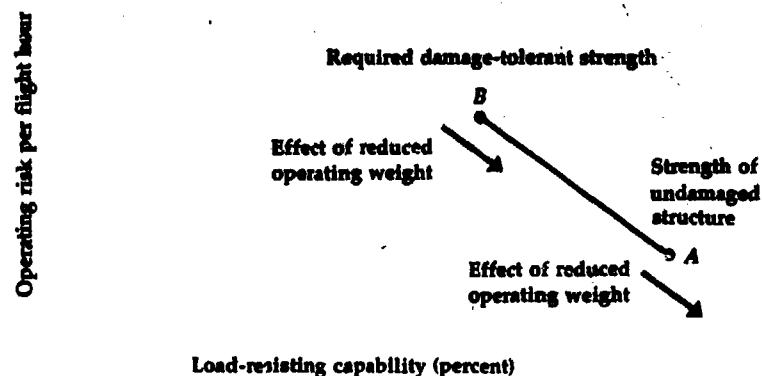 Operating risk per flight hour
Required damage-tolerant strength
B
Effect of reduced
operating weight
Strength of
undamaged
structure
A
Effect of reduced
operating weight
Load-resisting capability (percent)